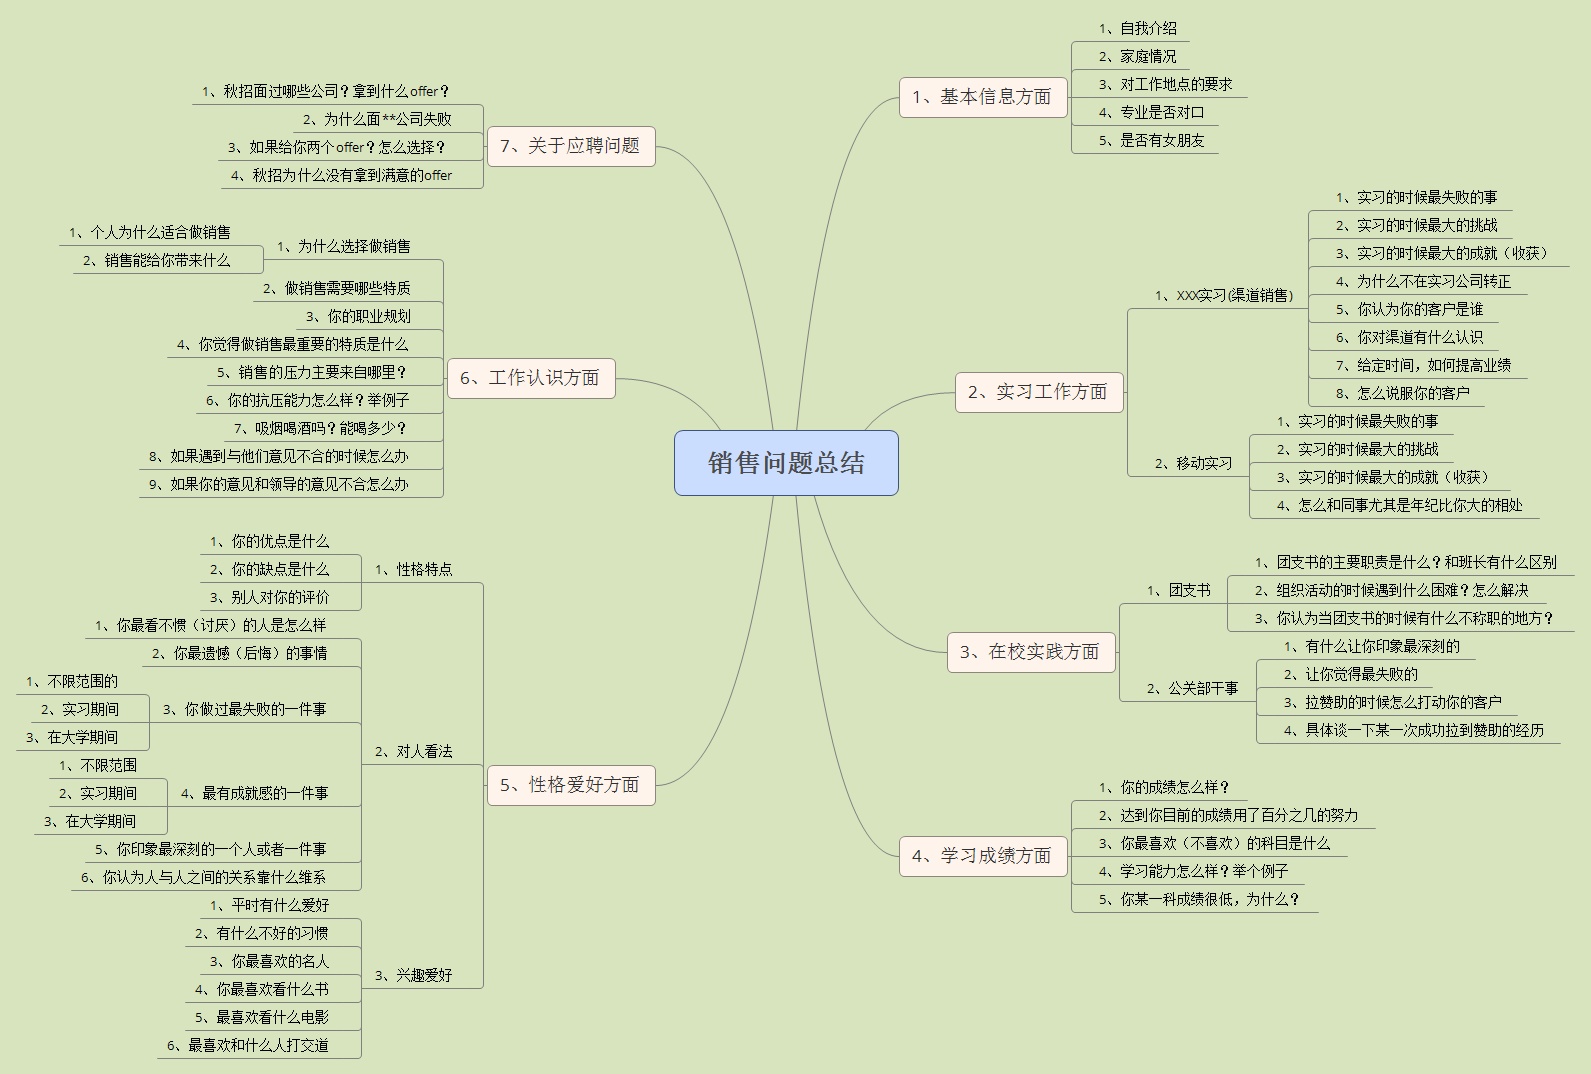 销售问题总结
1、基本信息方面
1、自我介绍
2、家庭情况
3、对工作地点的要求
4、专业是否对口
5、是否有女朋友
2、实习工作方面
1、XXX实习(渠道销售)
1、实习的时候最失败的事
2、实习的时候最大的挑战
3、实习的时候最大的成就（收获）
4、为什么不在实习公司转正
5、你认为你的客户是谁
6、你对渠道有什么认识
7、给定时间，如何提高业绩
8、怎么说服你的客户
2、移动实习
1、实习的时候最失败的事
2、实习的时候最大的挑战
3、实习的时候最大的成就（收获）
4、怎么和同事尤其是年纪比你大的相处
3、在校实践方面
1、团支书
1、团支书的主要职责是什么？和班长有什么区别
2、组织活动的时候遇到什么困难？怎么解决
3、你认为当团支书的时候有什么不称职的地方？
2、公关部干事
1、有什么让你印象最深刻的
2、让你觉得最失败的
3、拉赞助的时候怎么打动你的客户
4、具体谈一下某一次成功拉到赞助的经历
4、学习成绩方面
1、你的成绩怎么样？
2、达到你目前的成绩用了百分之几的努力
3、你最喜欢（不喜欢）的科目是什么
4、学习能力怎么样？举个例子
5、你某一科成绩很低，为什么？
5、性格爱好方面
1、性格特点
1、你的优点是什么
2、你的缺点是什么
3、别人对你的评价
2、对人看法
1、你最看不惯（讨厌）的人是怎么样
2、你最遗憾（后悔）的事情
3、你做过最失败的一件事
1、不限范围的
2、实习期间
3、在大学期间
4、最有成就感的一件事
1、不限范围
2、实习期间
3、在大学期间
5、你印象最深刻的一个人或者一件事
6、你认为人与人之间的关系靠什么维系
3、兴趣爱好
1、平时有什么爱好
2、有什么不好的习惯
3、你最喜欢的名人
4、你最喜欢看什么书
5、最喜欢看什么电影
6、最喜欢和什么人打交道
6、工作认识方面
1、为什么选择做销售
1、个人为什么适合做销售
2、销售能给你带来什么
2、做销售需要哪些特质
3、你的职业规划
4、你觉得做销售最重要的特质是什么
5、销售的压力主要来自哪里？
6、你的抗压能力怎么样？举例子
7、吸烟喝酒吗？能喝多少？
8、如果遇到与他们意见不合的时候怎么办
9、如果你的意见和领导的意见不合怎么办
7、关于应聘问题
1、秋招面过哪些公司？拿到什么offer？
2、为什么面**公司失败
3、如果给你两个offer？怎么选择？
4、秋招为什么没有拿到满意的offer